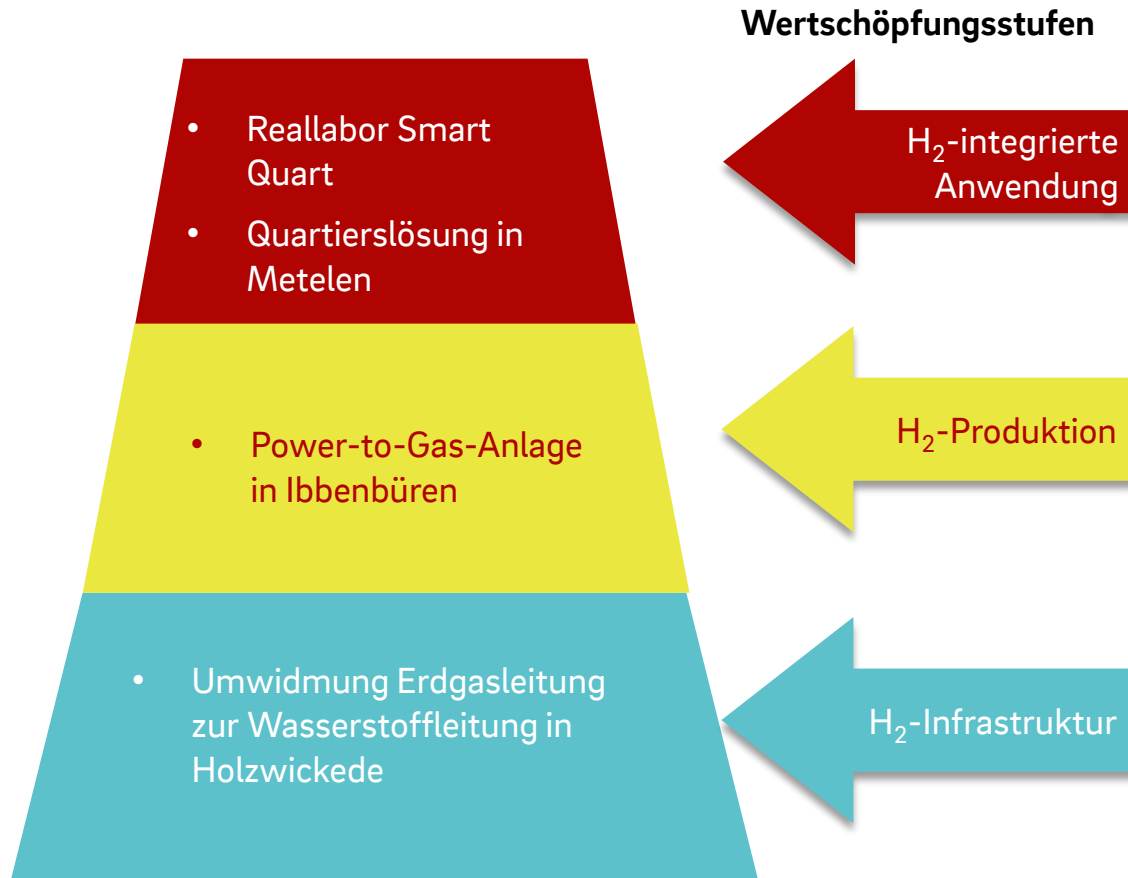 Wertschöpfungsstufen
• Reallabor Smart
Quart
• Quartierslösung in
Metelen
H₂-integrierte
Anwendung
• Power-to-Gas-Anlage
in Ibbenbüren
H₂-Produktion
• Umwidmung Erdgasleitung
zur Wasserstoffleitung in
Holzwickede
H₂-Infrastruktur